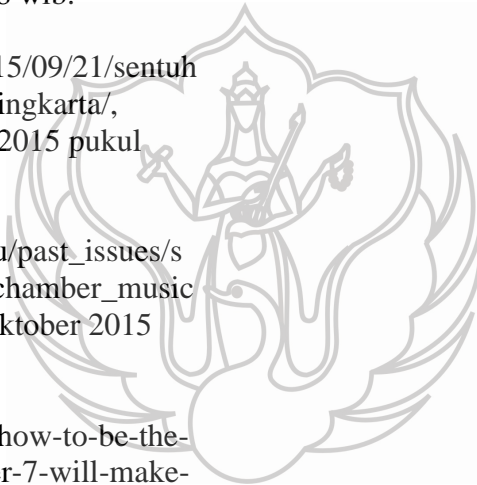 wib.
15/09/21/sentuh
ingkarta/,
2015 pukul
u/past_issues/s
chamber_music
ktober 2015
how-to-be-the-
r-7-will-make-